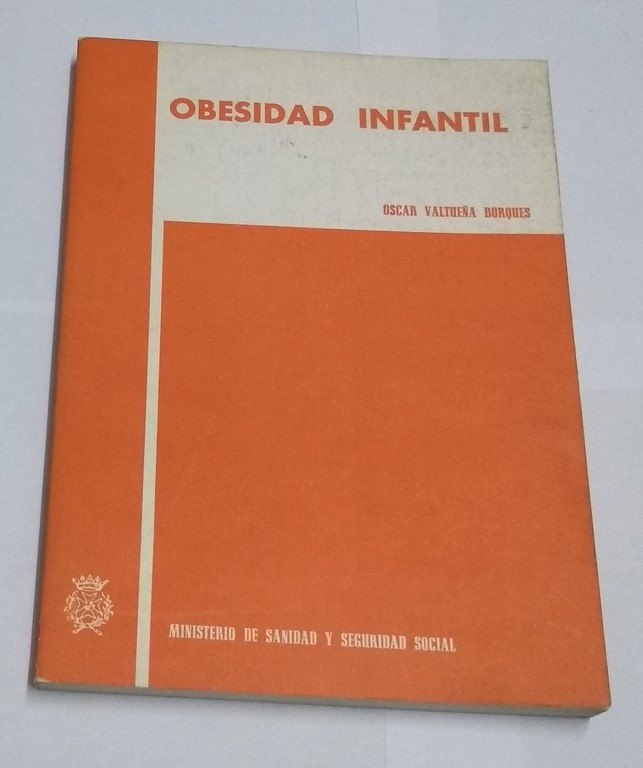 OBESIDAD INFANTIL
OSCAR VALTUEÑA BORQUES
MINISTERIO DE SANIDAD Y SEGURIDAD SOCIAL